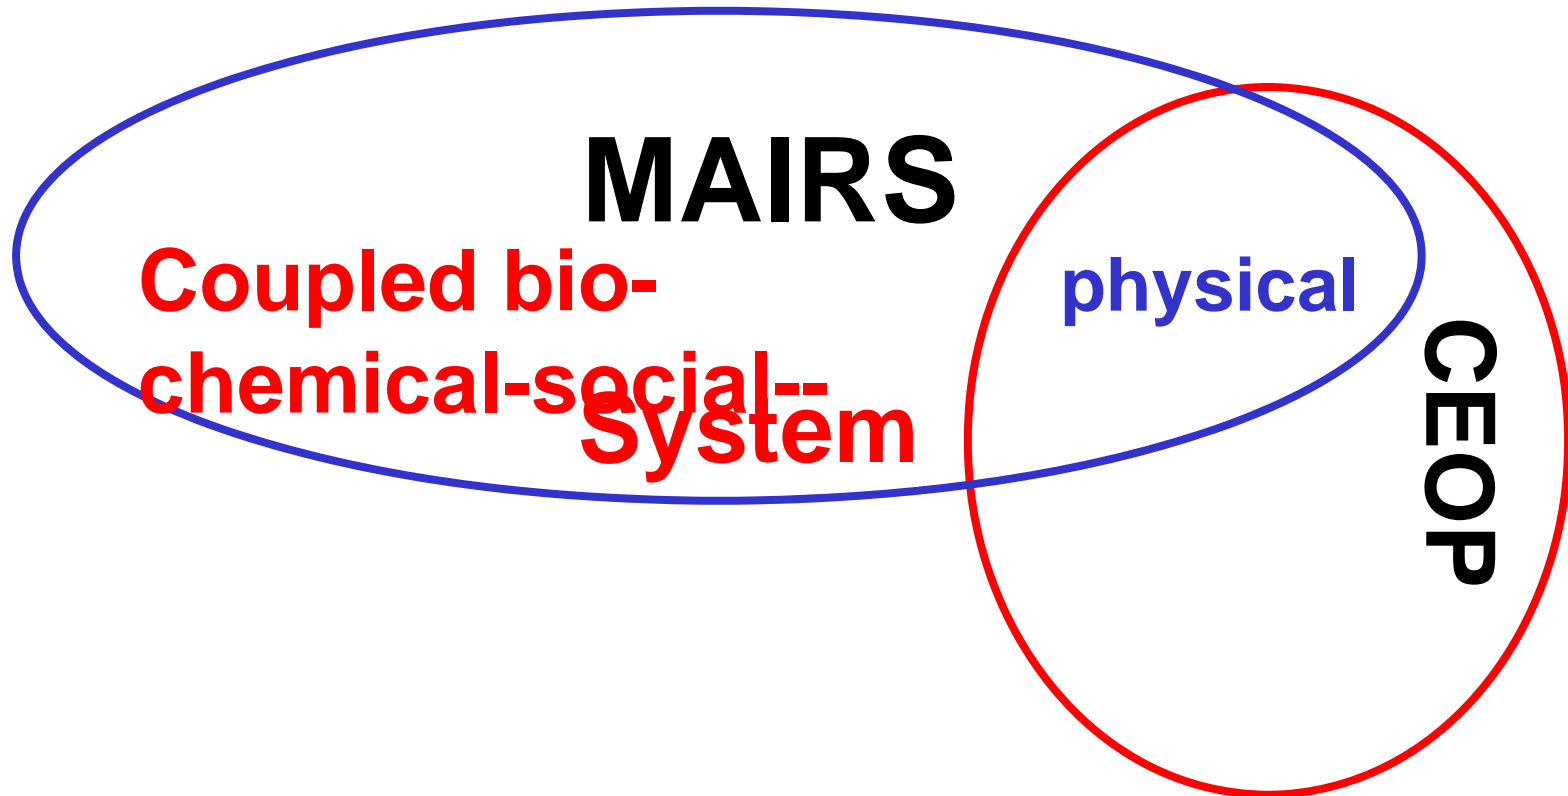 MAIRS
Coupled bio-
physical
chemical-social--
System
CEOP